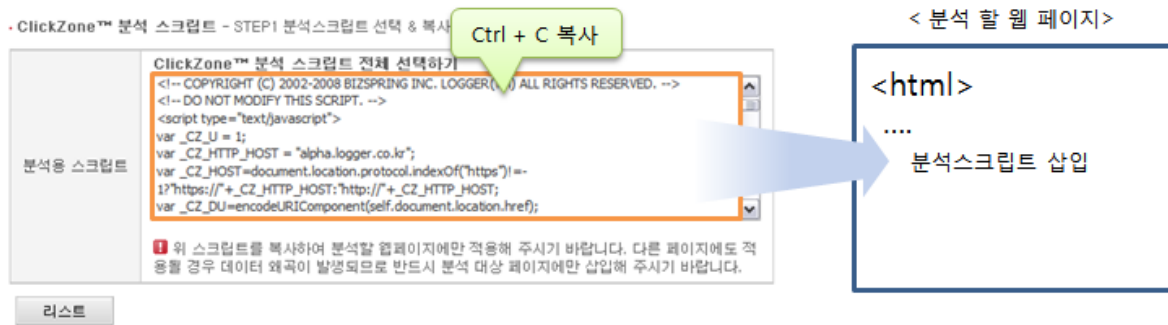 ClickZone™ 분석 스크립트 - STEP1 분석스크립트 선택 & 복사
Ctrl + C 복사
분석용 스크립트
ClickZone™ 분석 스크립트 전체 선택하기
<!-- COPYRIGHT (C) 2002-2008 BIZSPRING INC. LOGGER( ) ALL RIGHTS RESERVED. -->
<!-- DO NOT MODIFY THIS SCRIPT. -->
<script type="text/javascript">
var _CZ_U = 1;
var _CZ_HTTP_HOST = "alpha.logger.co.kr";
var _CZ_HOST=document.location.protocol.indexOf("https")!=-
1?"https://"+_CZ_HTTP_HOST:"http://"+_CZ_HTTP_HOST;
var _CZ_DU=encodeURIComponent(self.document.location.href);
위 스크립트를 복사하여 분석할 웹페이지에만 적용해 주시기 바랍니다. 다른 페이지에도 적
용될 경우 데이터 왜곡이 발생되므로 반드시 분석 대상 페이지에만 삽입해 주시기 바랍니다.
리스트
< 분석 할 웹 페이지>
<html>
....
분석스크립트 삽입